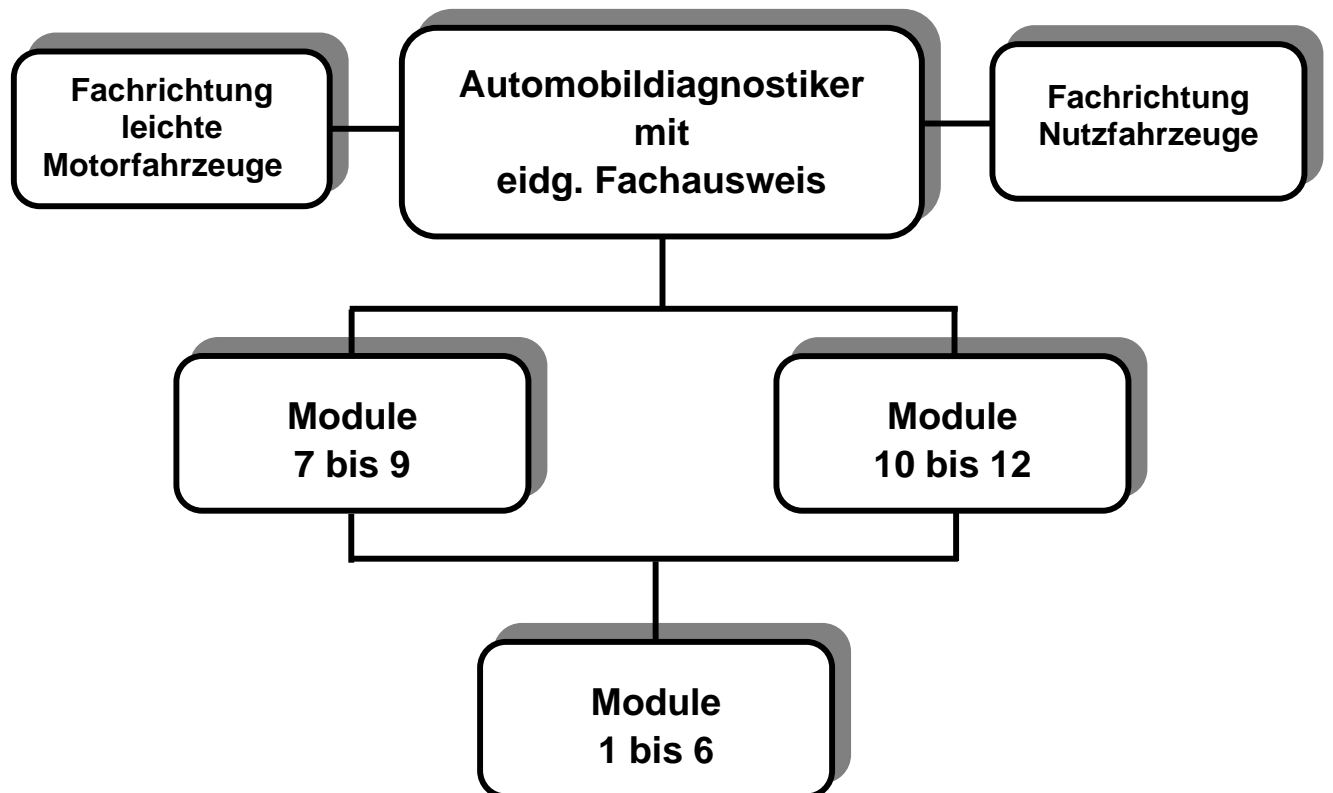 Fachrichtung
leichte
Motorfahrzeuge
Automobildiagnostiker
mit
eidg. Fachausweis
Fachrichtung
Nutzfahrzeuge
Module
7 bis 9
Module
10 bis 12
Module
1 bis 6